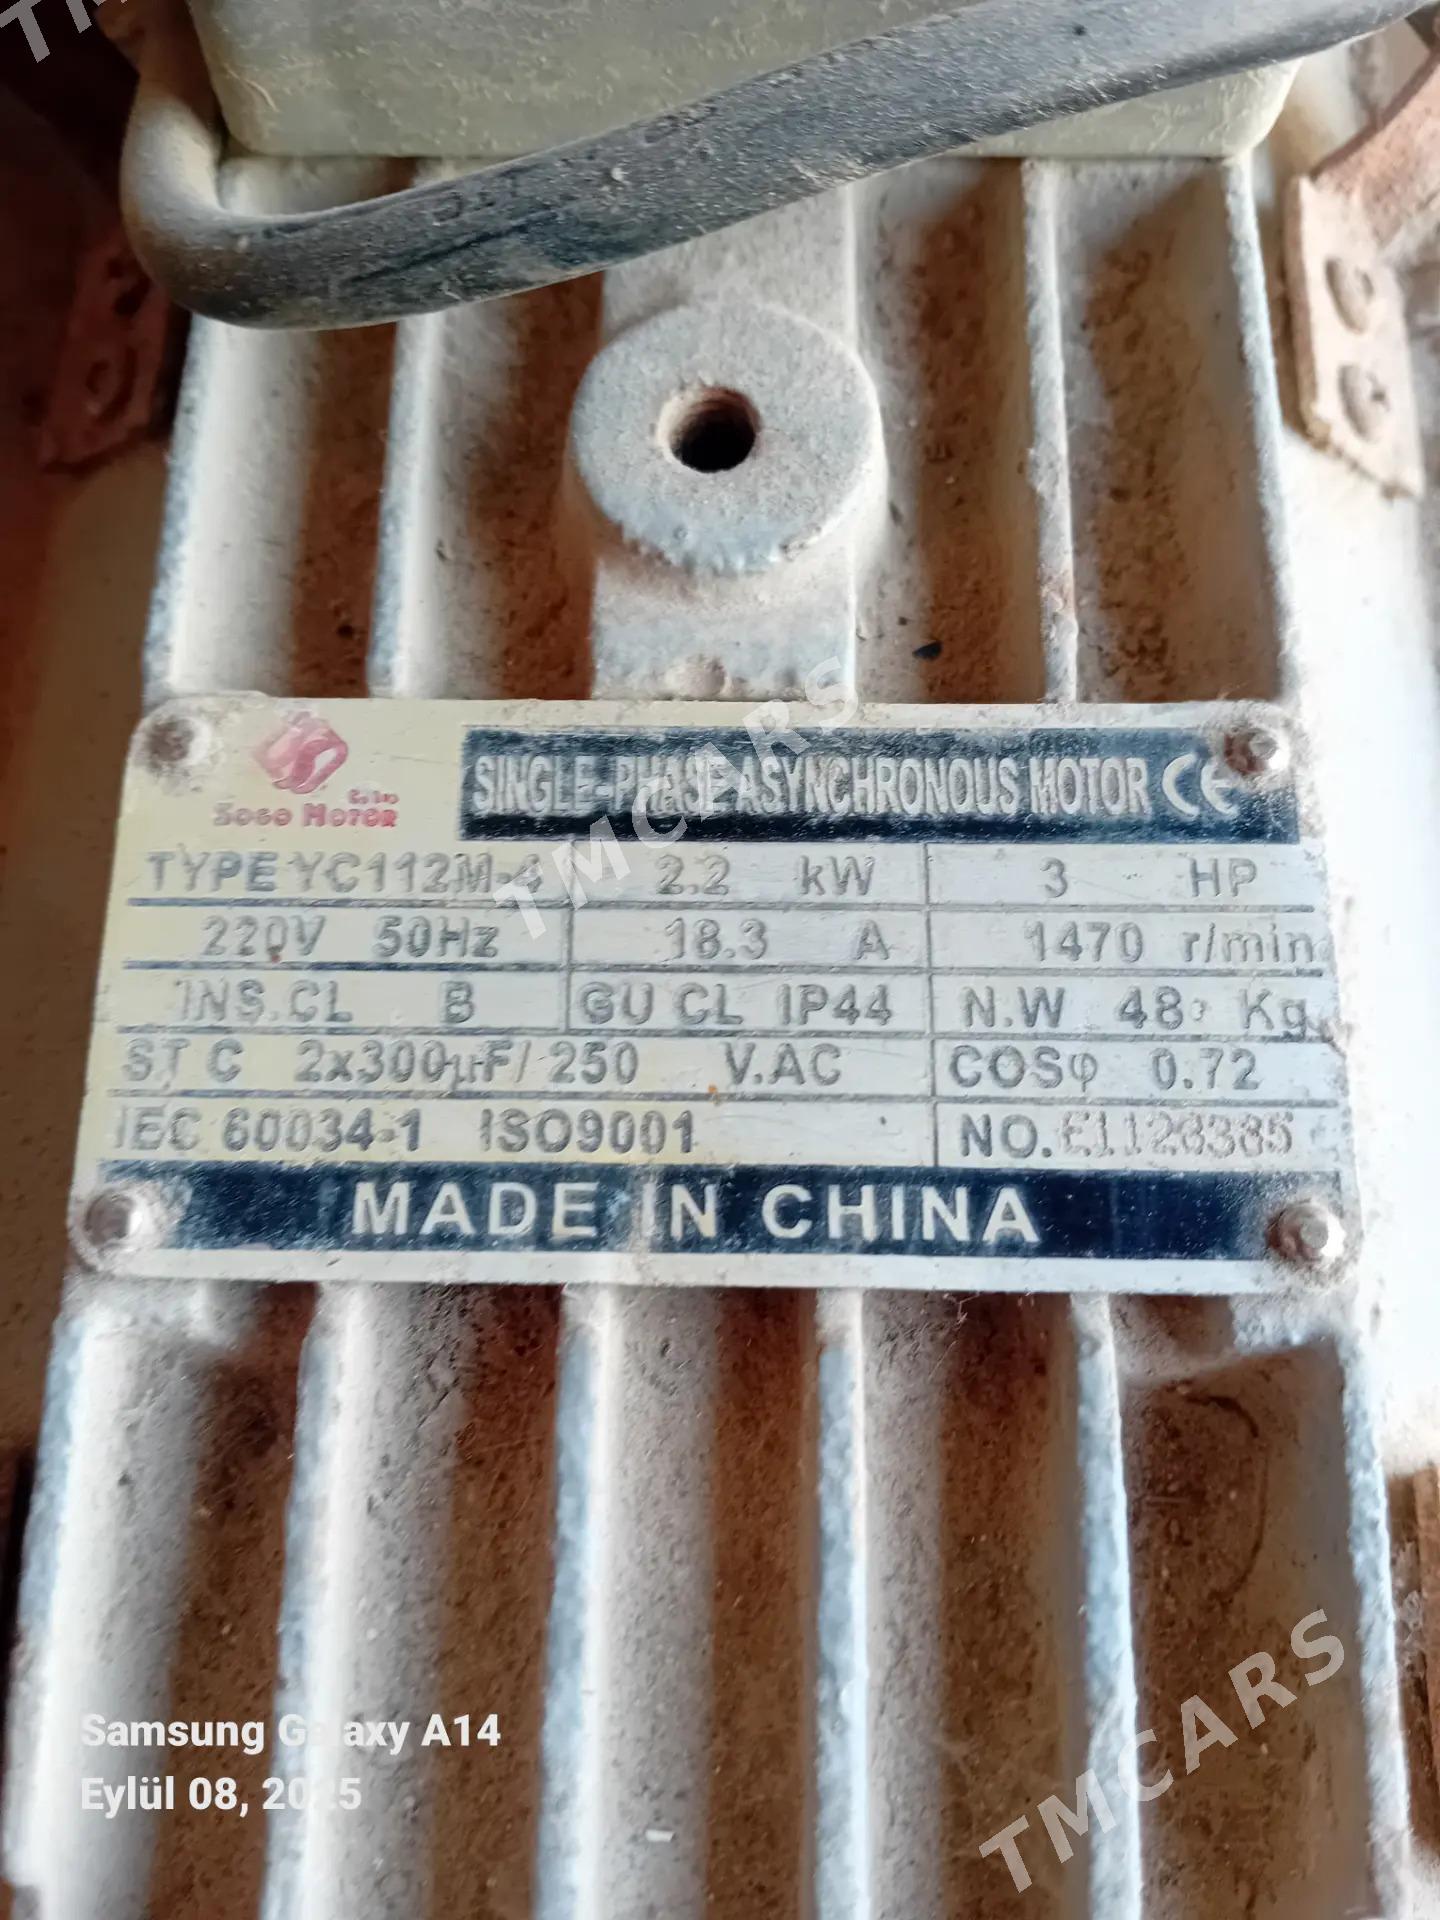 TMCARS
Soso Motor
SINGLE-PHASE ASYNCHRONOUS MOTOR CE
TYPE YC112M-4 2.2 kW 3 HP
220V 50Hz 18.3 A 1470 r/min
INS.CL B GU CL IP44 N.W 48 Kg
ST C 2x300µF/250 V.AC COSφ 0.72
IEC 60034-1 ISO9001 NO.E1128385
MADE IN CHINA
Samsung Galaxy A14
Eylül 08, 2025
TMCARS